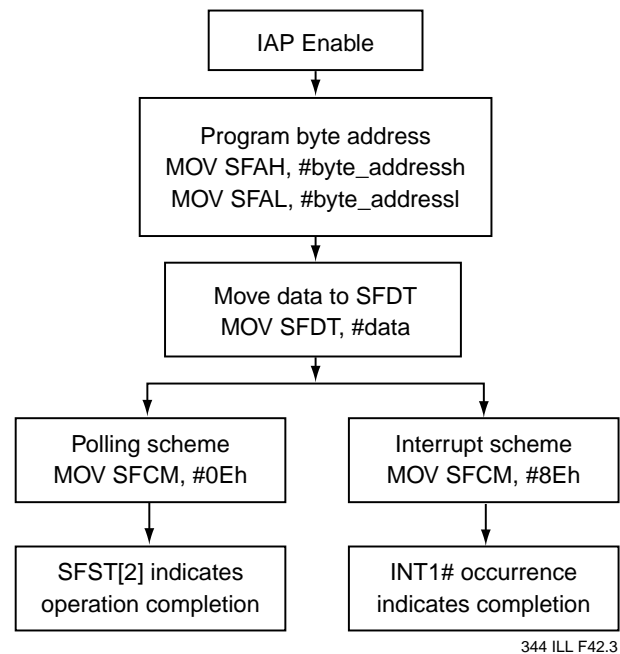 IAP Enable
Program byte address
MOV SFAH, #byte_addressh
MOV SFAL, #byte_addressl
Move data to SFDT
MOV SFDT, #data
Polling scheme
MOV SFCM, #0Eh
Interrupt scheme
MOV SFCM, #8Eh
SFST[2] indicates
operation completion
INT1# occurrence
indicates completion
344 ILL F42.3